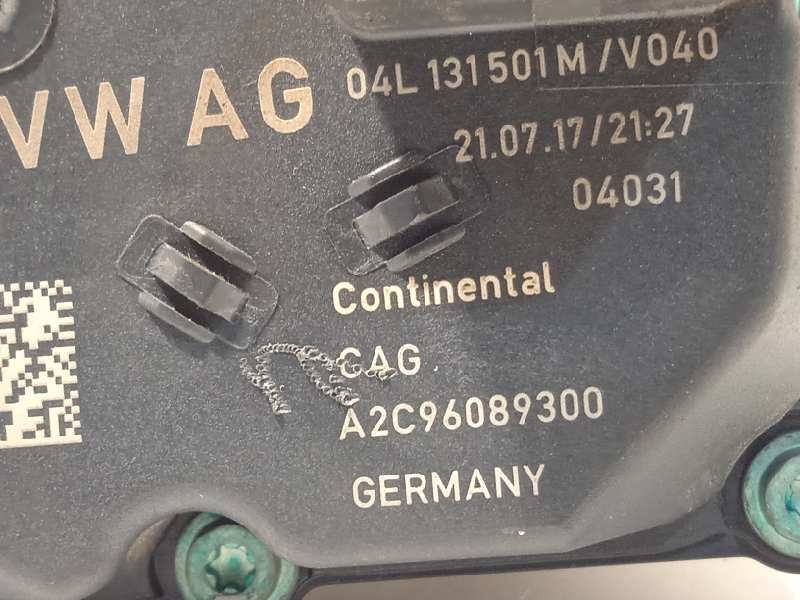 VW AG
04L 131 501 M /V040
21.07.17/21:27
04031
Continental
CAG
A2C96089300
GERMANY